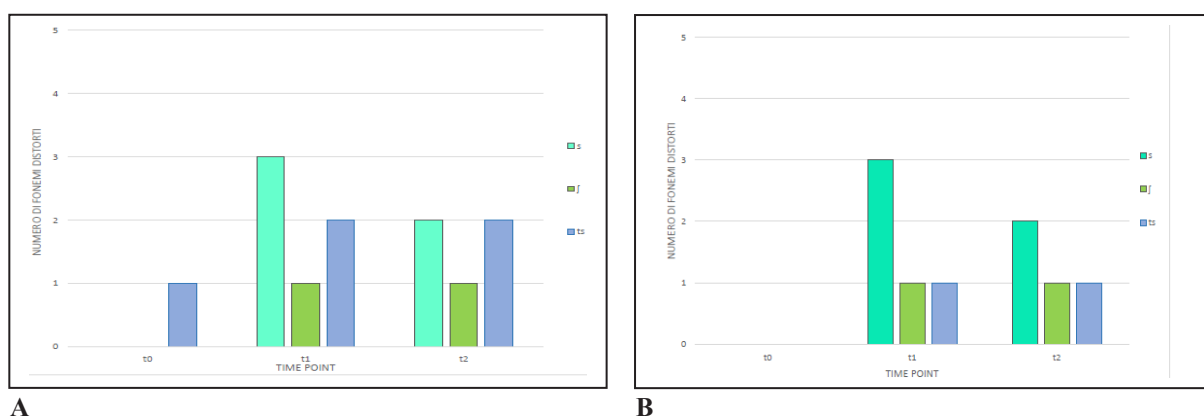 NUMERO DI FONEMI DISTORTI
5
4
3
2
1
0
t0
t1
t2
TIME POINT
s
ʃ
ts
A
NUMERO DI FONEMI DISTORTI
5
4
3
2
1
0
t0
t1
t2
TIME POINT
s
ʃ
ts
B